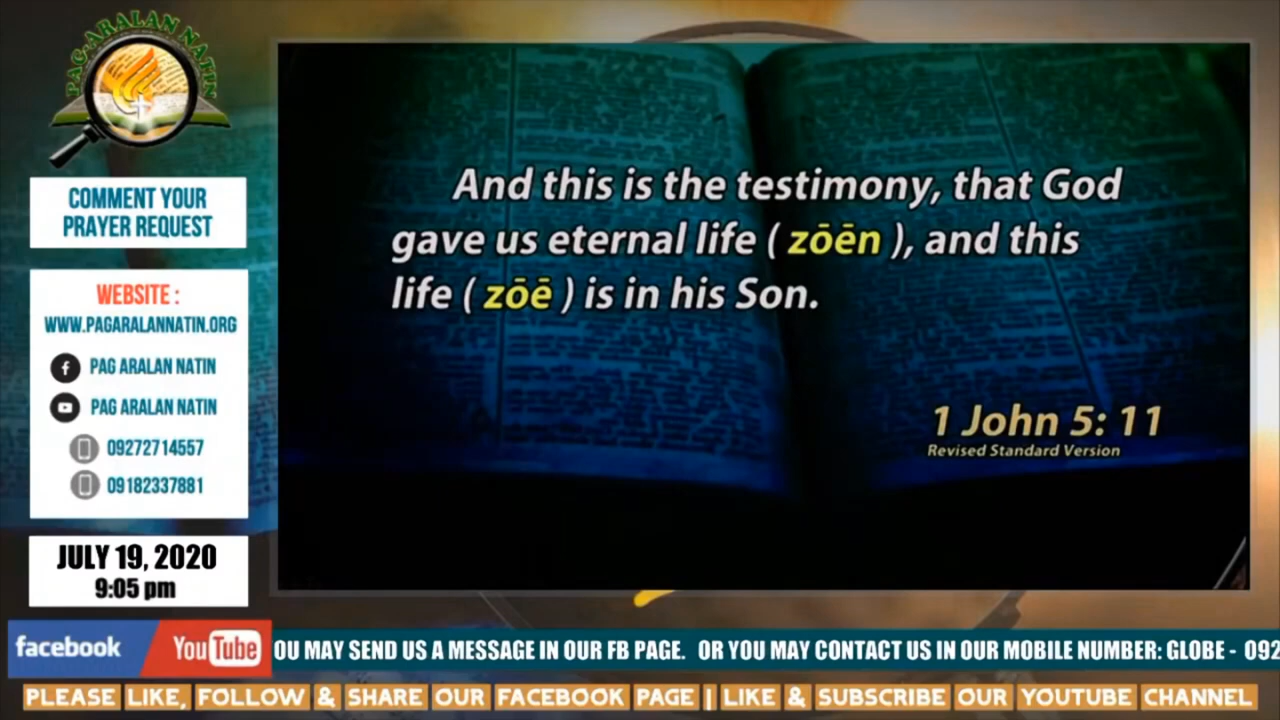 PAG-ARALAN NATIN
COMMENT YOUR
PRAYER REQUEST
WEBSITE :
WWW.PAGARALANNATIN.ORG
PAG ARALAN NATIN
PAG ARALAN NATIN
09272714557
09182337881
JULY 19, 2020
9:05 pm
And this is the testimony, that God
gave us eternal life ( zōēn ), and this
life ( zōē ) is in his Son.
1 John 5: 11
Revised Standard Version
facebook YouTube OU MAY SEND US A MESSAGE IN OUR FB PAGE. OR YOU MAY CONTACT US IN OUR MOBILE NUMBER: GLOBE - 092
PLEASE LIKE, FOLLOW & SHARE OUR FACEBOOK PAGE | LIKE & SUBSCRIBE OUR YOUTUBE CHANNEL